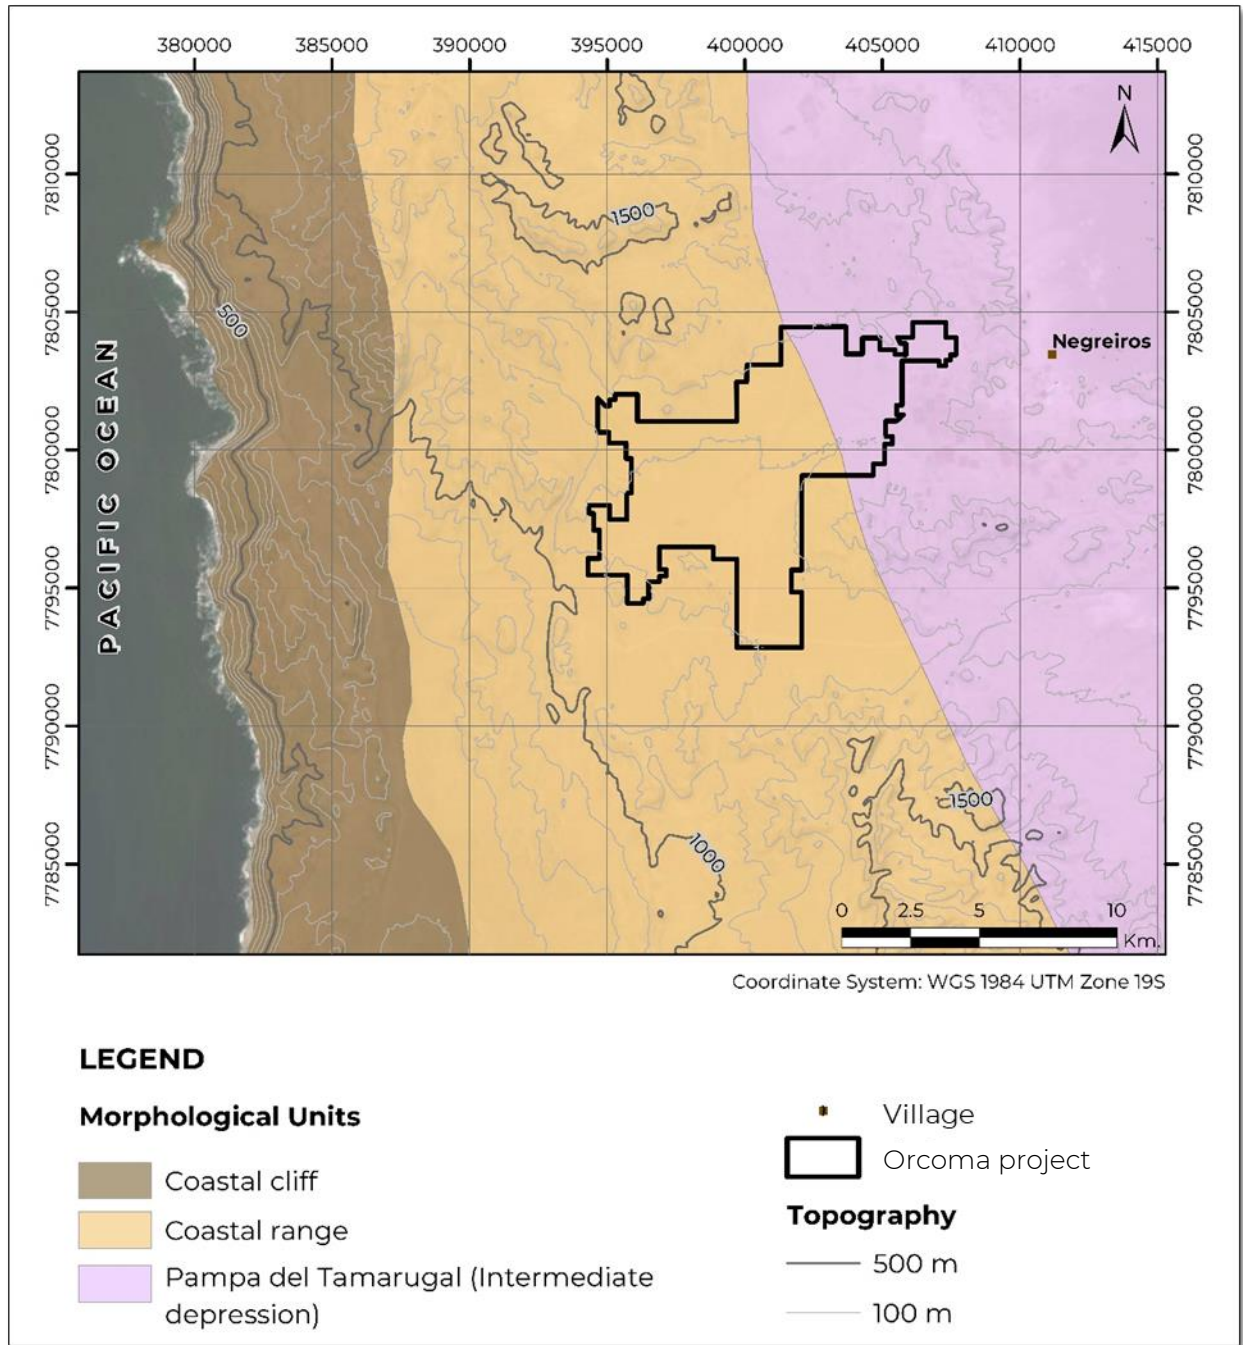 380000 385000 390000 395000 400000 405000 410000 415000
N
7810000 7810000
1500
7805000 7805000
500
Negreiros
PACIFIC OCEAN
7800000 7800000
7795000 7795000
7790000 7790000
1500
1000
7785000 7785000
0 2.5 5 10
Km.
Coordinate System: WGS 1984 UTM Zone 19S
LEGEND
Morphological Units
Coastal cliff
Coastal range
Pampa del Tamarugal (Intermediate
depression)
Village
Orcoma project
Topography
500 m
100 m